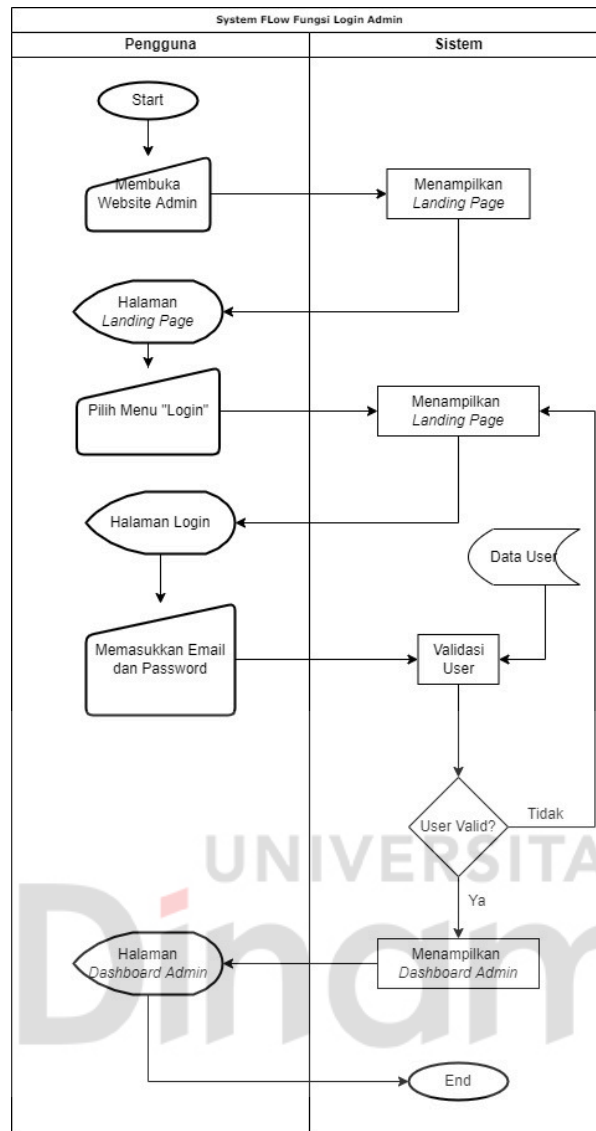 System FLow Fungsi Login Admin
Pengguna
Sistem
Start
Membuka
Website Admin
Menampilkan
Landing Page
Halaman
Landing Page
Pilih Menu "Login"
Menampilkan
Landing Page
Halaman Login
Data User
Memasukkan Email
dan Password
Validasi
User
User Valid?
Tidak
UNIVERSITA
Ya
Dinam
Halaman
Dashboard Admin
Menampilkan
Dashboard Admin
End